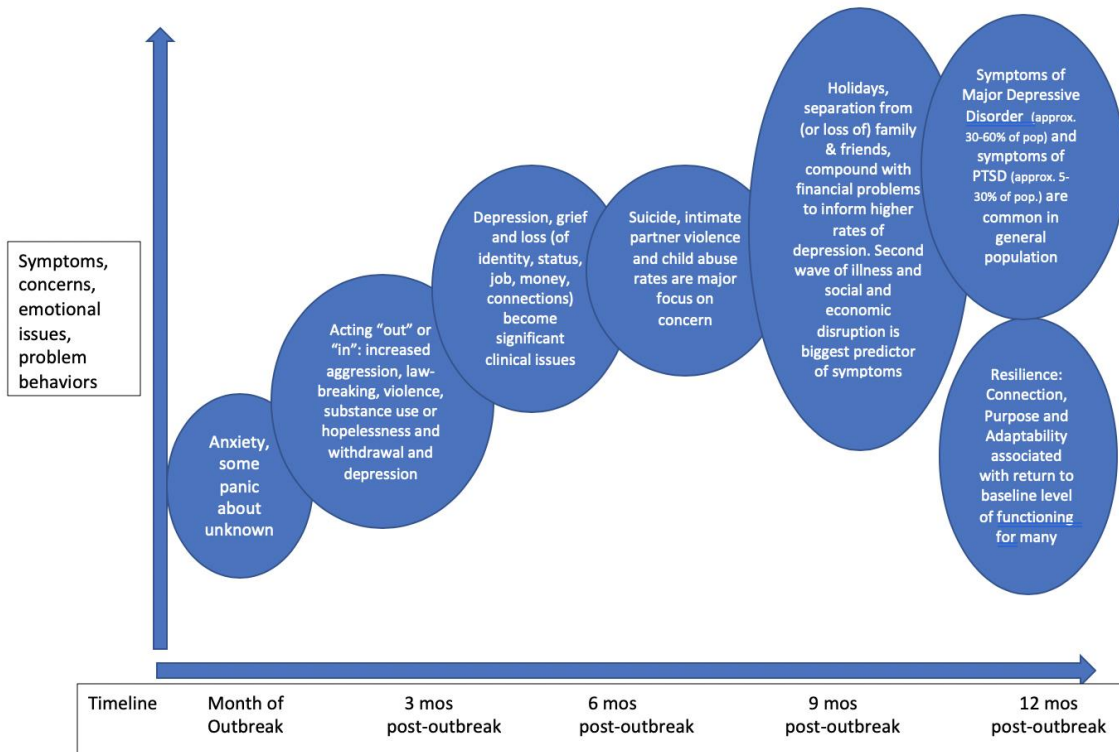 Symptoms,
concerns,
emotional
issues,
problem
behaviors
Anxiety,
some
panic
about
unknown
Acting “out” or
“in”: increased
aggression, law-
breaking, violence,
substance use or
hopelessness and
withdrawal and
depression
Depression, grief
and loss (of
identity, status,
job, money,
connections)
become
significant
clinical issues
Suicide, intimate
partner violence
and child abuse
rates are major
focus on
concern
Holidays,
separation from
(or loss of) family
& friends,
compound with
financial problems
to inform higher
rates of
depression. Second
wave of illness and
social and
economic
disruption is
biggest predictor
of symptoms
Symptoms of
Major Depressive
Disorder (approx.
30-60% of pop) and
symptoms of
PTSD (approx. 5-
30% of pop.) are
common in
general
population
Resilience:
Connection,
Purpose and
Adaptability
associated
with return to
baseline level
of functioning
for many
Timeline
Month of
Outbreak
3 mos
post-outbreak
6 mos
post-outbreak
9 mos
post-outbreak
12 mos
post-outbreak